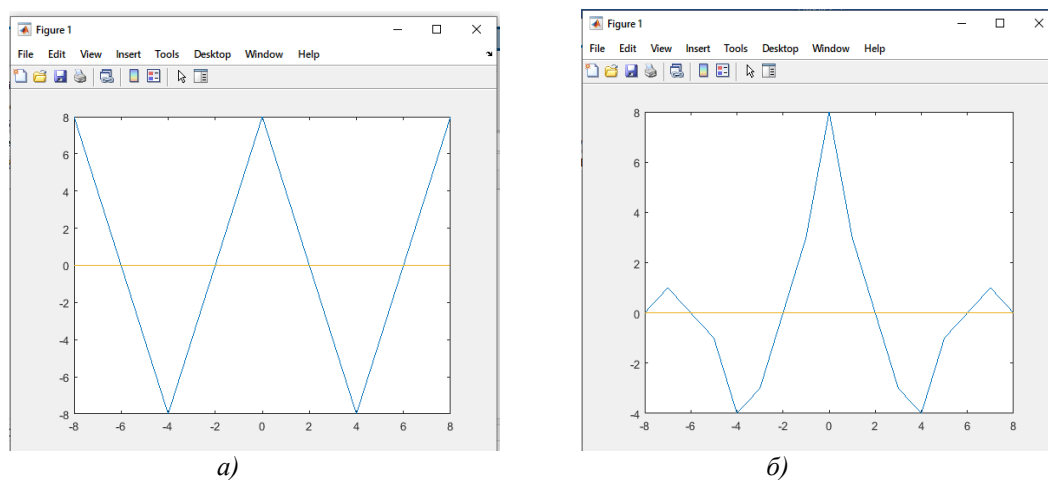 Figure 1
File Edit View Insert Tools Desktop Window Help
8
6
4
2
0
-2
-4
-6
-8
-8 -6 -4 -2 0 2 4 6 8
а)
Figure 1
File Edit View Insert Tools Desktop Window Help
8
6
4
2
0
-2
-4
-8 -6 -4 -2 0 2 4 6 8
б)